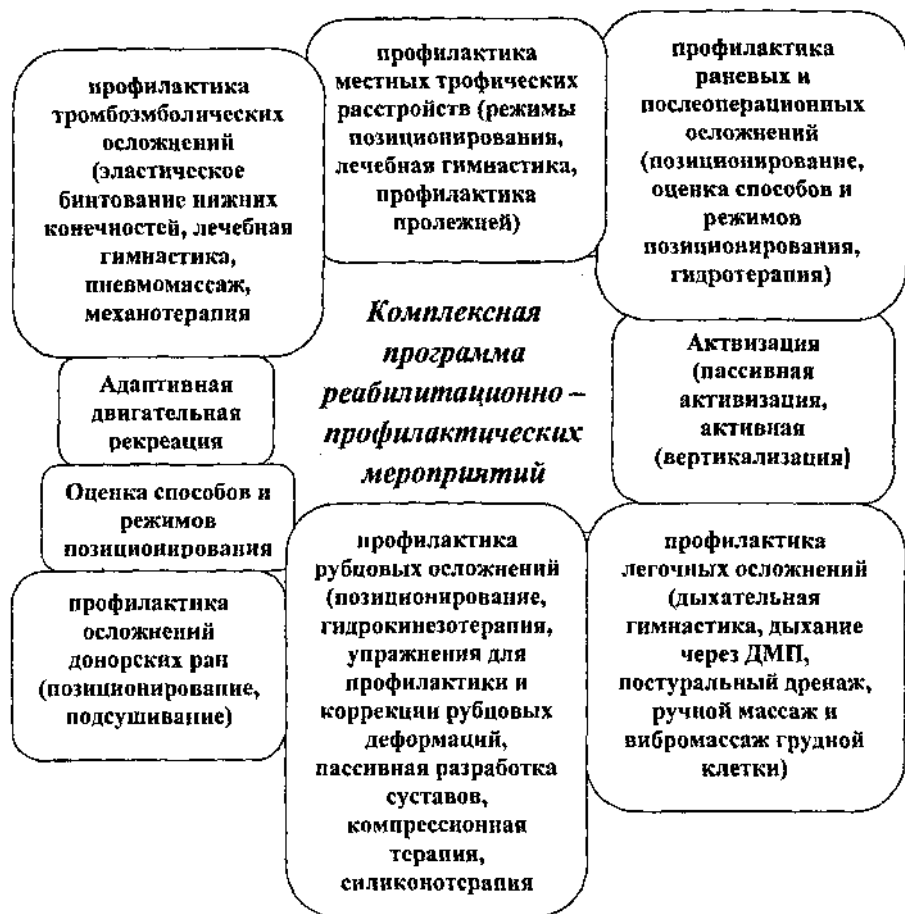 профилактика
тромбоэмболических
осложнений
(эластическое
бинтование нижних
конечностей, лечебная
гимнастика,
пневмомассаж,
механотерапия
профилактика
местных трофических
расстройств (режимы
позиционирования,
лечебная гимнастика,
профилактика
пролежней)
профилактика
раневых и
послеоперационных
осложнений
(позиционирование,
оценка способов и
режимов
позиционирования,
гидротерапия)
Комплексная
программа
реабилитационно –
профилактических
мероприятий
Адаптивная
двигательная
рекреация
Активизация
(пассивная
активизация,
активная
(вертикализация)
Оценка способов и
режимов
позиционирования
профилактика
осложнений
донорских ран
(позиционирование,
подсушивание)
профилактика
рубцовых осложнений
(позиционирование,
гидрокинезотерапия,
упражнения для
профилактики и
коррекции рубцовых
деформаций,
пассивная разработка
суставов,
компрессионная
терапия,
силиконотерапия
профилактика
легочных осложнений
(дыхательная
гимнастика, дыхание
через ДМП,
постуральный дренаж,
ручной массаж и
вибромассаж грудной
клетки)